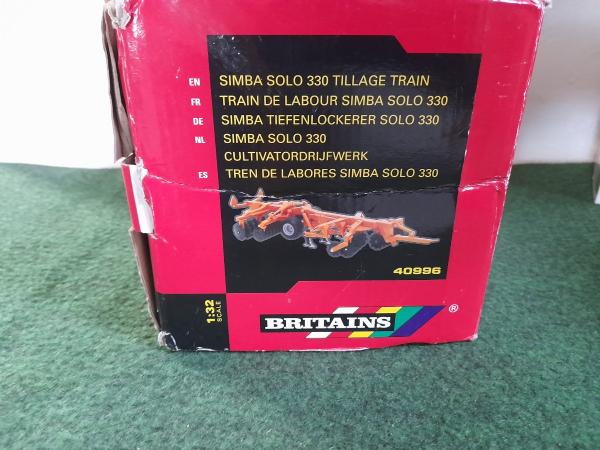 EN SIMBA SOLO 330 TILLAGE TRAIN
FR TRAIN DE LABOUR SIMBA SOLO 330
DE SIMBA TIEFENLOCKERER SOLO 330
NL SIMBA SOLO 330
CULTIVATORDRIJFWERK
ES TREN DE LABORES SIMBA SOLO 330
40996
1:32
SCALE
BRITAINS ®